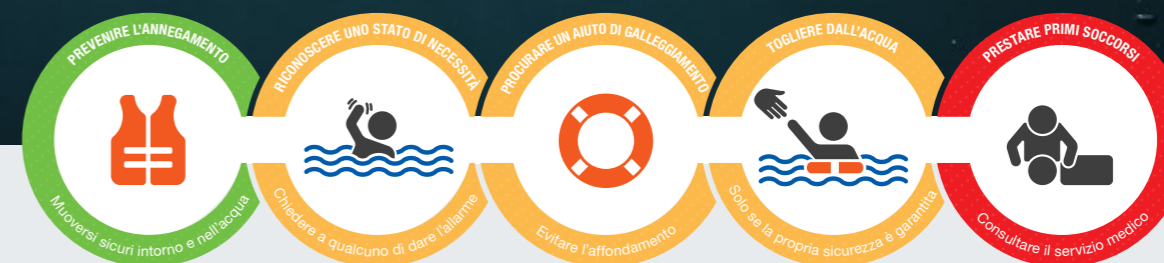 PREVENIRE L'ANNEGAMENTO
Muoversi sicuri intorno e nell'acqua
RICONOSCERE UNO STATO DI NECESSITÀ
Chiedere a qualcuno di dare l'allarme
PROCURARE UN AIUTO DI GALLEGGIAMENTO
Evitare l'affondamento
TOGLIERE DALL'ACQUA
Solo se la propria sicurezza è garantita
PRESTARE PRIMI SOCCORSI
Consultare il servizio medico